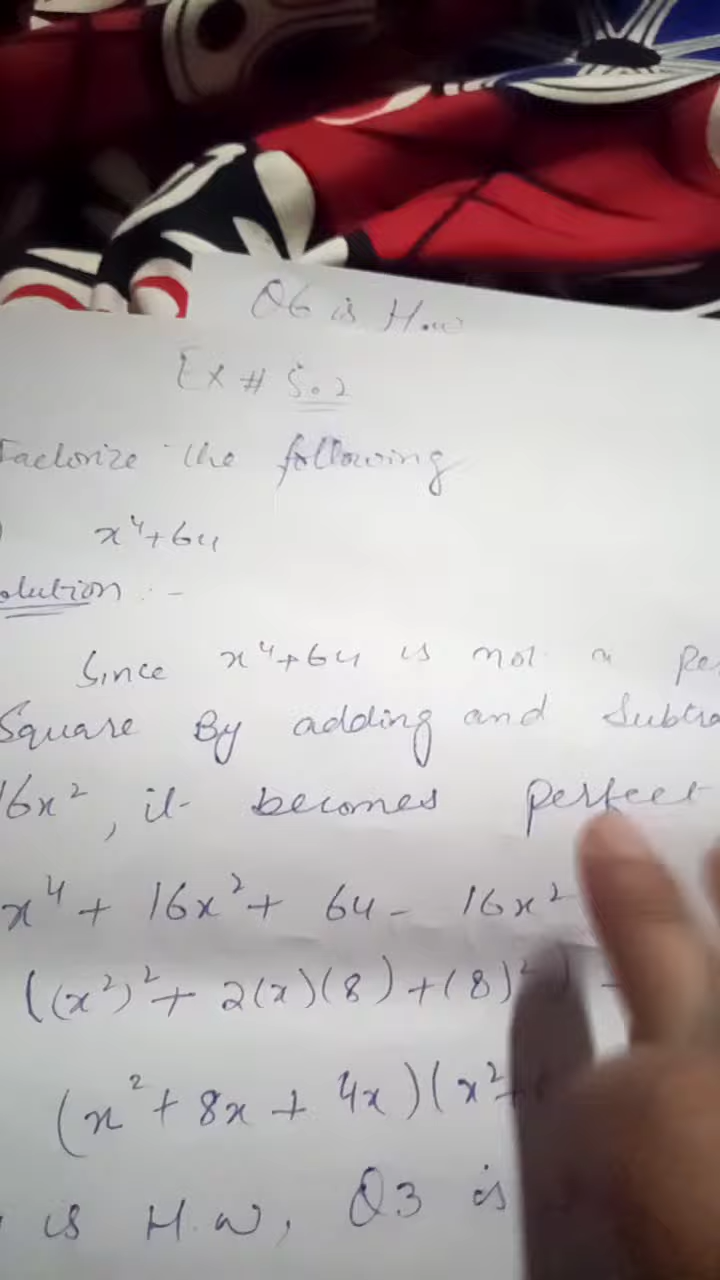 Q6 is H.w
Ex # 5.2
Factorize the following
x⁴+64
olution :-
Since x⁴+64 is not a
Square By adding and Subtra
16x², it becomes perfect
x⁴ + 16x² + 64 - 16x²
((x²)² + 2(x)(8) + (8)²) -
(x² + 8x + 4x)(x²+
is H.W, Q3 is